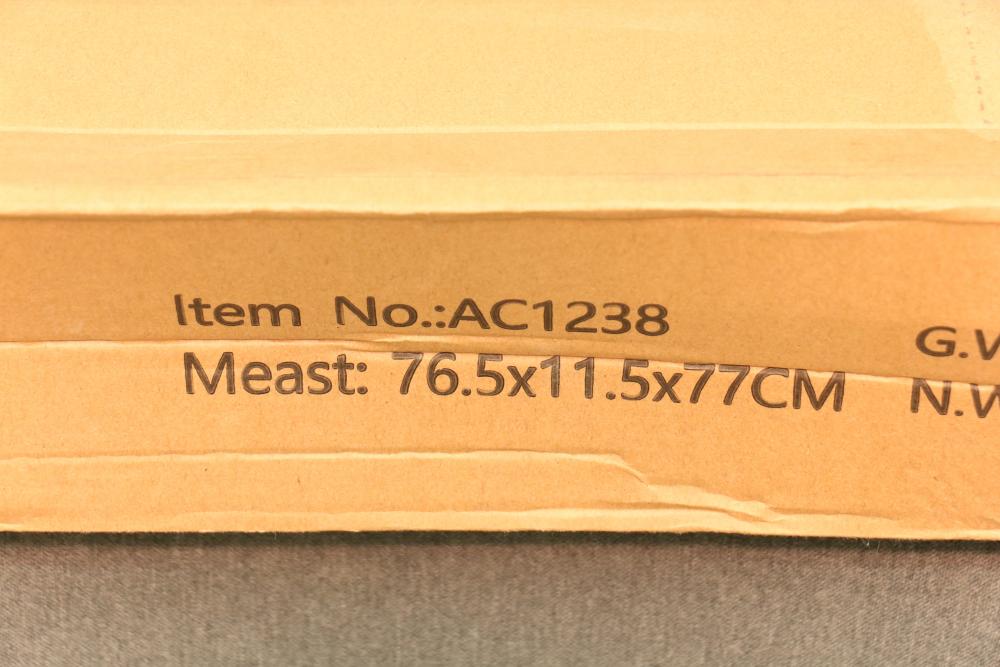 Item No.:AC1238
Meast: 76.5x11.5x77CM
G.W
N.W